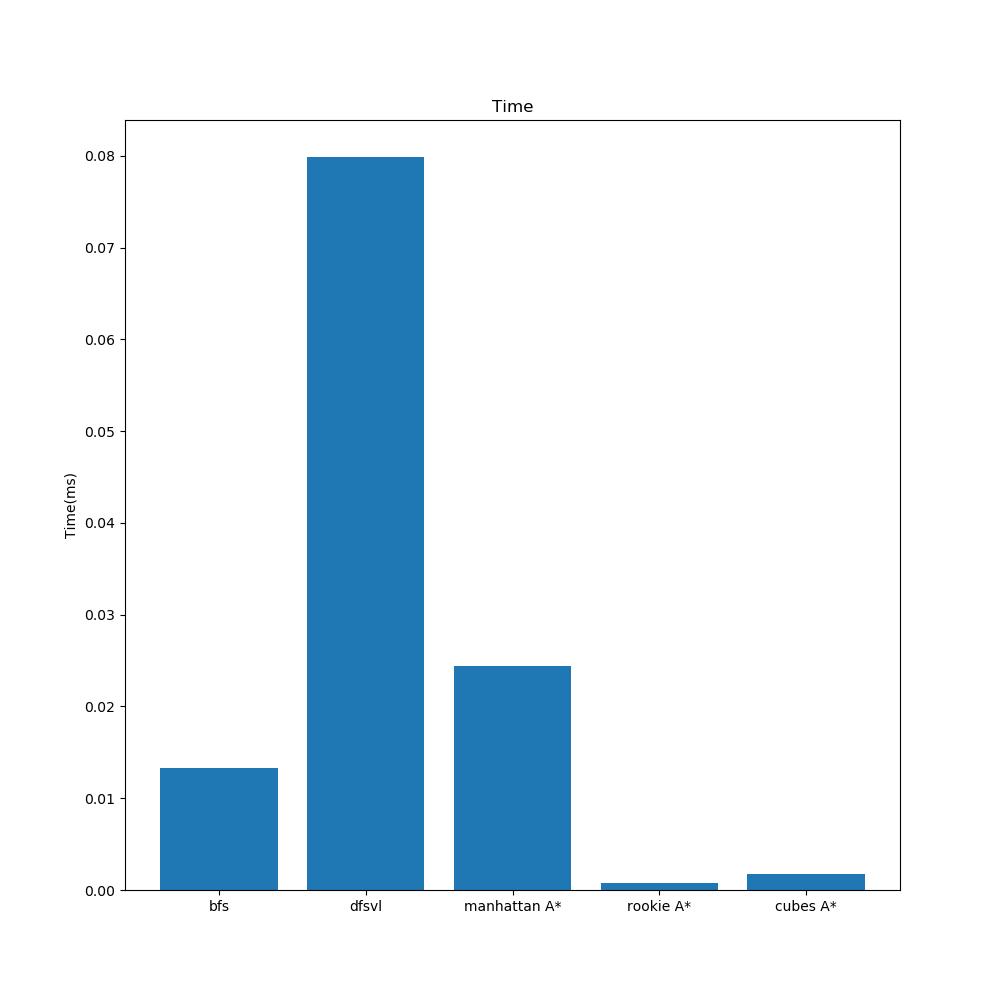 Time
0.08
0.07
0.06
0.05
0.04
0.03
0.02
0.01
0.00
Time(ms)
bfs
dfsvl
manhattan A*
rookie A*
cubes A*